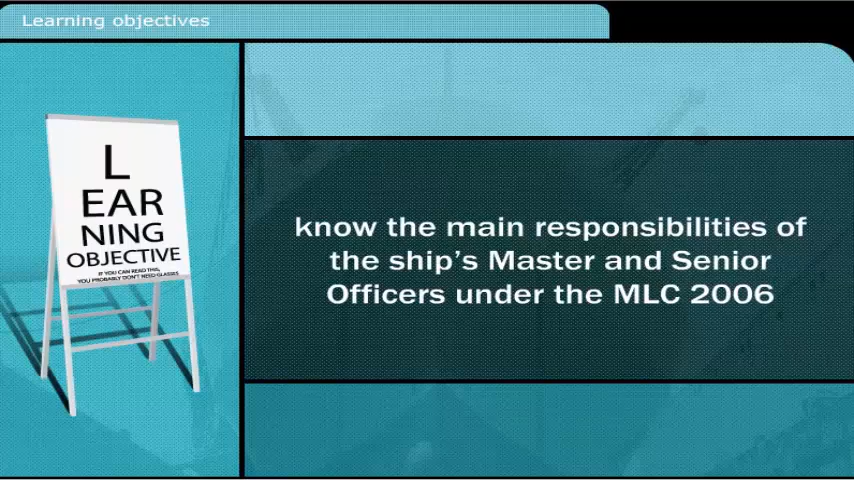 Learning objectives
L
EAR
NING
OBJECTIVE
IF YOU CAN READ THIS,
YOU PROBABLY DON'T NEED GLASSES
know the main responsibilities of
the ship's Master and Senior
Officers under the MLC 2006